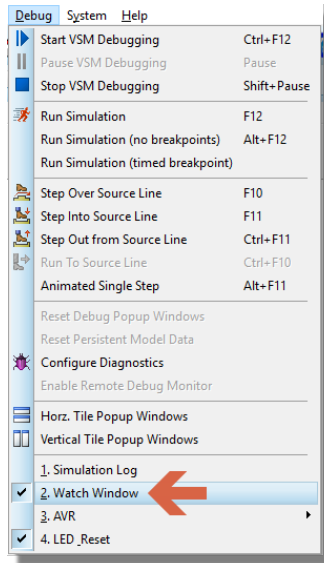 Debug System Help
Start VSM Debugging Ctrl+F12
Pause VSM Debugging Pause
Stop VSM Debugging Shift+Pause
Run Simulation F12
Run Simulation (no breakpoints) Alt+F12
Run Simulation (timed breakpoint)
Step Over Source Line F10
Step Into Source Line F11
Step Out from Source Line Ctrl+F11
Run To Source Line Ctrl+F10
Animated Single Step Alt+F11
Reset Debug Popup Windows
Reset Persistent Model Data
Configure Diagnostics
Enable Remote Debug Monitor
Horz. Tile Popup Windows
Vertical Tile Popup Windows
1. Simulation Log
2. Watch Window
3. AVR
4. LED _Reset